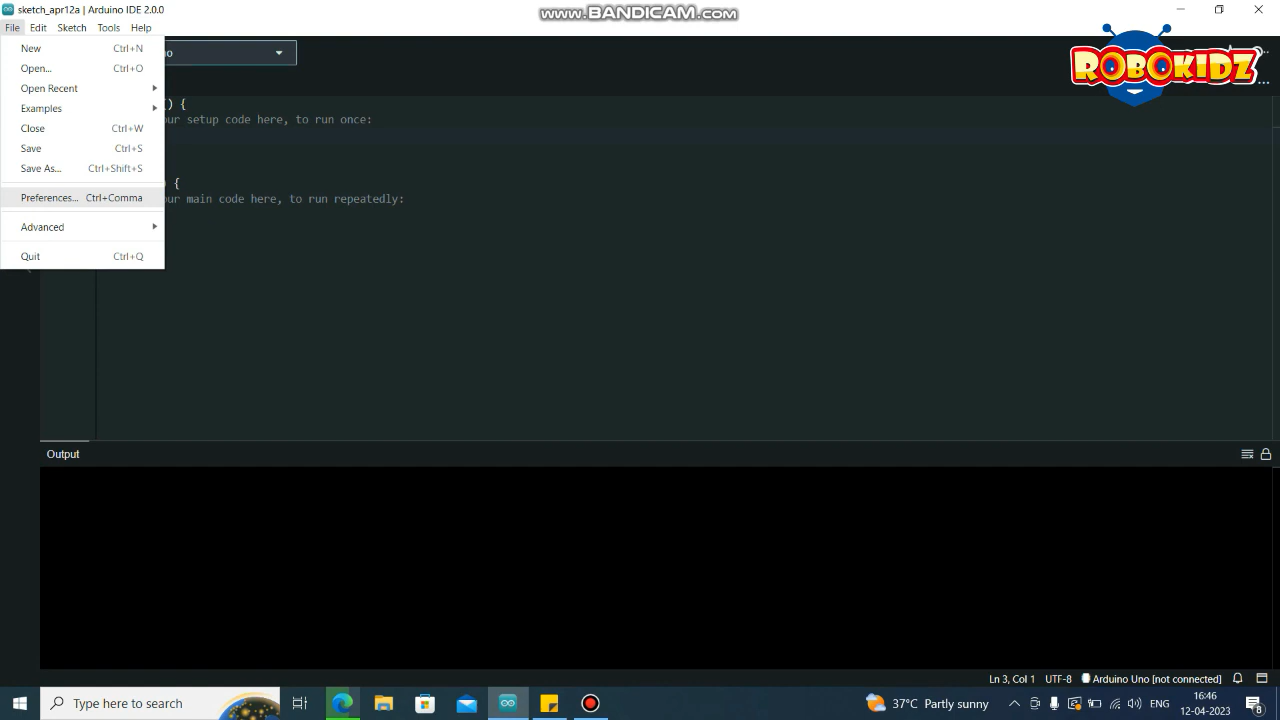 sketch_apr12a | Arduino IDE 2.0.0
www.BANDICAM.com
File Edit Sketch Tools Help
New Ctrl+N
Open... Ctrl+O
Open Recent
Examples
Close Ctrl+W
Save Ctrl+S
Save As... Ctrl+Shift+S
Preferences... Ctrl+Comma
Advanced
Quit Ctrl+Q
no
ROBOKIDZ
) {
ur setup code here, to run once:
) {
ur main code here, to run repeatedly:
Output
Ln 3, Col 1 UTF-8 Arduino Uno [not connected]
Type here to search
37°C Partly sunny
ENG
16:46
12-04-2023
8